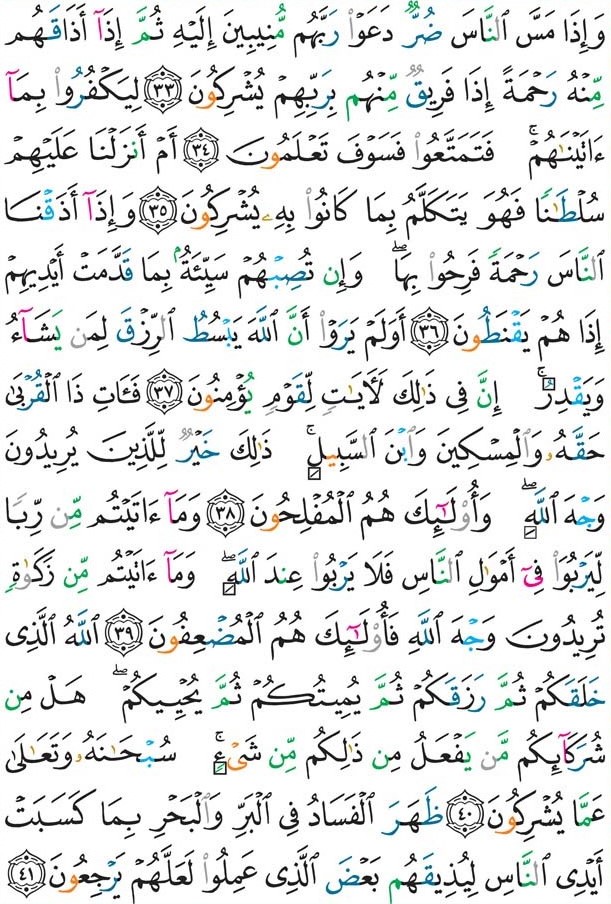 وَإِذَا مَسَّ ٱلنَّاسَ ضُرٌّ دَعَوْا۟ رَبَّهُم مُّنِيبِينَ إِلَيْهِ ثُمَّ إِذَآ أَذَاقَهُم
مِّنْهُ رَحْمَةً إِذَا فَرِيقٌ مِّنْهُم بِرَبِّهِمْ يُشْرِكُونَ ٣٣ لِيَكْفُرُوا۟ بِمَآ
ءَاتَيْنَٰهُمْ ۚ فَتَمَتَّعُوا۟ فَسَوْفَ تَعْلَمُونَ ٣٤ أَمْ أَنزَلْنَا عَلَيْهِمْ
سُلْطَٰنًا فَهُوَ يَتَكَلَّمُ بِمَا كَانُوا۟ بِهِۦ يُشْرِكُونَ ٣٥ وَإِذَآ أَذَقْنَا
ٱلنَّاسَ رَحْمَةً فَرِحُوا۟ بِهَا ۖ وَإِن تُصِبْهُمْ سَيِّئَةٌۢ بِمَا قَدَّمَتْ أَيْدِيهِمْ
إِذَا هُمْ يَقْنَطُونَ ٣٦ أَوَلَمْ يَرَوْا۟ أَنَّ ٱللَّهَ يَبْسُطُ ٱلرِّزْقَ لِمَن يَشَآءُ
وَيَقْدِرُ ۚ إِنَّ فِى ذَٰلِكَ لَءَايَٰتٍ لِّقَوْمٍ يُؤْمِنُونَ ٣٧ فَـَٔاتِ ذَا ٱلْقُرْبَىٰ
حَقَّهُۥ وَٱلْمِسْكِينَ وَٱبْنَ ٱلسَّبِيلِ ۚ ذَٰلِكَ خَيْرٌ لِّلَّذِينَ يُرِيدُونَ
وَجْهَ ٱللَّهِ ۖ وَأُو۟لَٰٓئِكَ هُمُ ٱلْمُفْلِحُونَ ٣٨ وَمَآ ءَاتَيْتُم مِّن رِّبًا
لِّيَرْبُوَا۟ فِىٓ أَمْوَٰلِ ٱلنَّاسِ فَلَا يَرْبُوا۟ عِندَ ٱللَّهِ ۖ وَمَآ ءَاتَيْتُم مِّن زَكَوٰةٍ
تُرِيدُونَ وَجْهَ ٱللَّهِ فَأُو۟لَٰٓئِكَ هُمُ ٱلْمُضْعِفُونَ ٣٩ ٱللَّهُ ٱلَّذِى
خَلَقَكُمْ ثُمَّ رَزَقَكُمْ ثُمَّ يُمِيتُكُمْ ثُمَّ يُحْيِيكُمْ ۖ هَلْ مِن
شُرَكَآئِكُم مَّن يَفْعَلُ مِن ذَٰلِكُم مِّن شَىْءٍ ۚ سُبْحَٰنَهُۥ وَتَعَٰلَىٰ
عَمَّا يُشْرِكُونَ ٤٠ ظَهَرَ ٱلْفَسَادُ فِى ٱلْبَرِّ وَٱلْبَحْرِ بِمَا كَسَبَتْ
أَيْدِى ٱلنَّاسِ لِيُذِيقَهُم بَعْضَ ٱلَّذِى عَمِلُوا۟ لَعَلَّهُمْ يَرْجِعُونَ ٤١